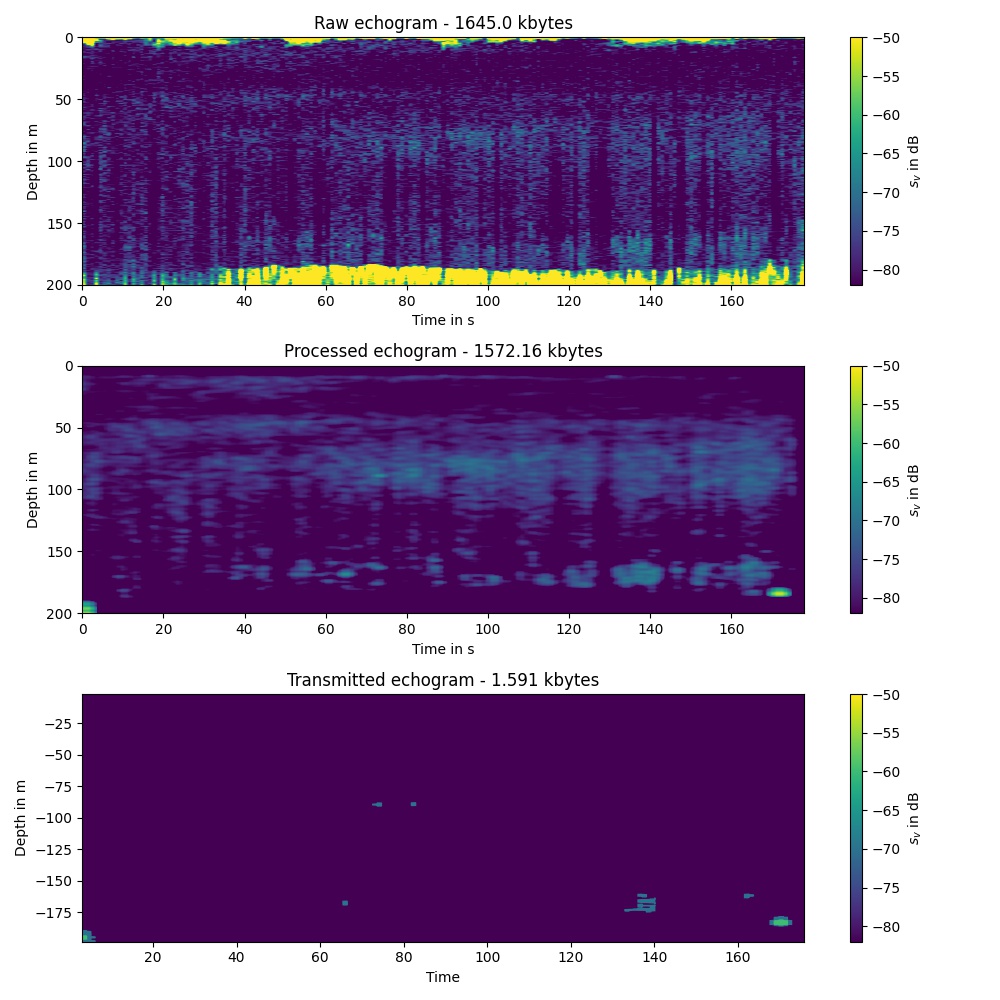 Raw echogram - 1645.0 kbytes
0
50
100
150
200
Depth in m
0 20 40 60 80 100 120 140 160
Time in s
−50
−55
−60
−65
−70
−75
−80
s_v in dB
Processed echogram - 1572.16 kbytes
0
50
100
150
200
Depth in m
0 20 40 60 80 100 120 140 160
Time in s
−50
−55
−60
−65
−70
−75
−80
s_v in dB
Transmitted echogram - 1.591 kbytes
−25
−50
−75
−100
−125
−150
−175
Depth in m
20 40 60 80 100 120 140 160
Time
−50
−55
−60
−65
−70
−75
−80
s_v in dB